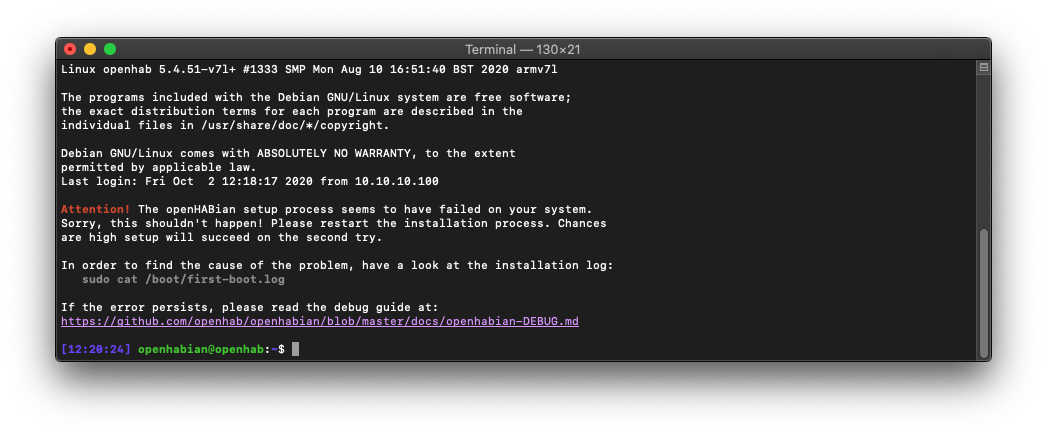 Terminal — 130×21
Linux openhab 5.4.51-v7l+ #1333 SMP Mon Aug 10 16:51:40 BST 2020 armv7l
The programs included with the Debian GNU/Linux system are free software;
the exact distribution terms for each program are described in the
individual files in /usr/share/doc/*/copyright.
Debian GNU/Linux comes with ABSOLUTELY NO WARRANTY, to the extent
permitted by applicable law.
Last login: Fri Oct  2 12:18:17 2020 from 10.10.10.100
Attention! The openHABian setup process seems to have failed on your system.
Sorry, this shouldn't happen! Please restart the installation process. Chances
are high setup will succeed on the second try.
In order to find the cause of the problem, have a look at the installation log:
   sudo cat /boot/first-boot.log
If the error persists, please read the debug guide at:
https://github.com/openhab/openhabian/blob/master/docs/openhabian-DEBUG.md
[12:20:24] openhabian@openhab:~$